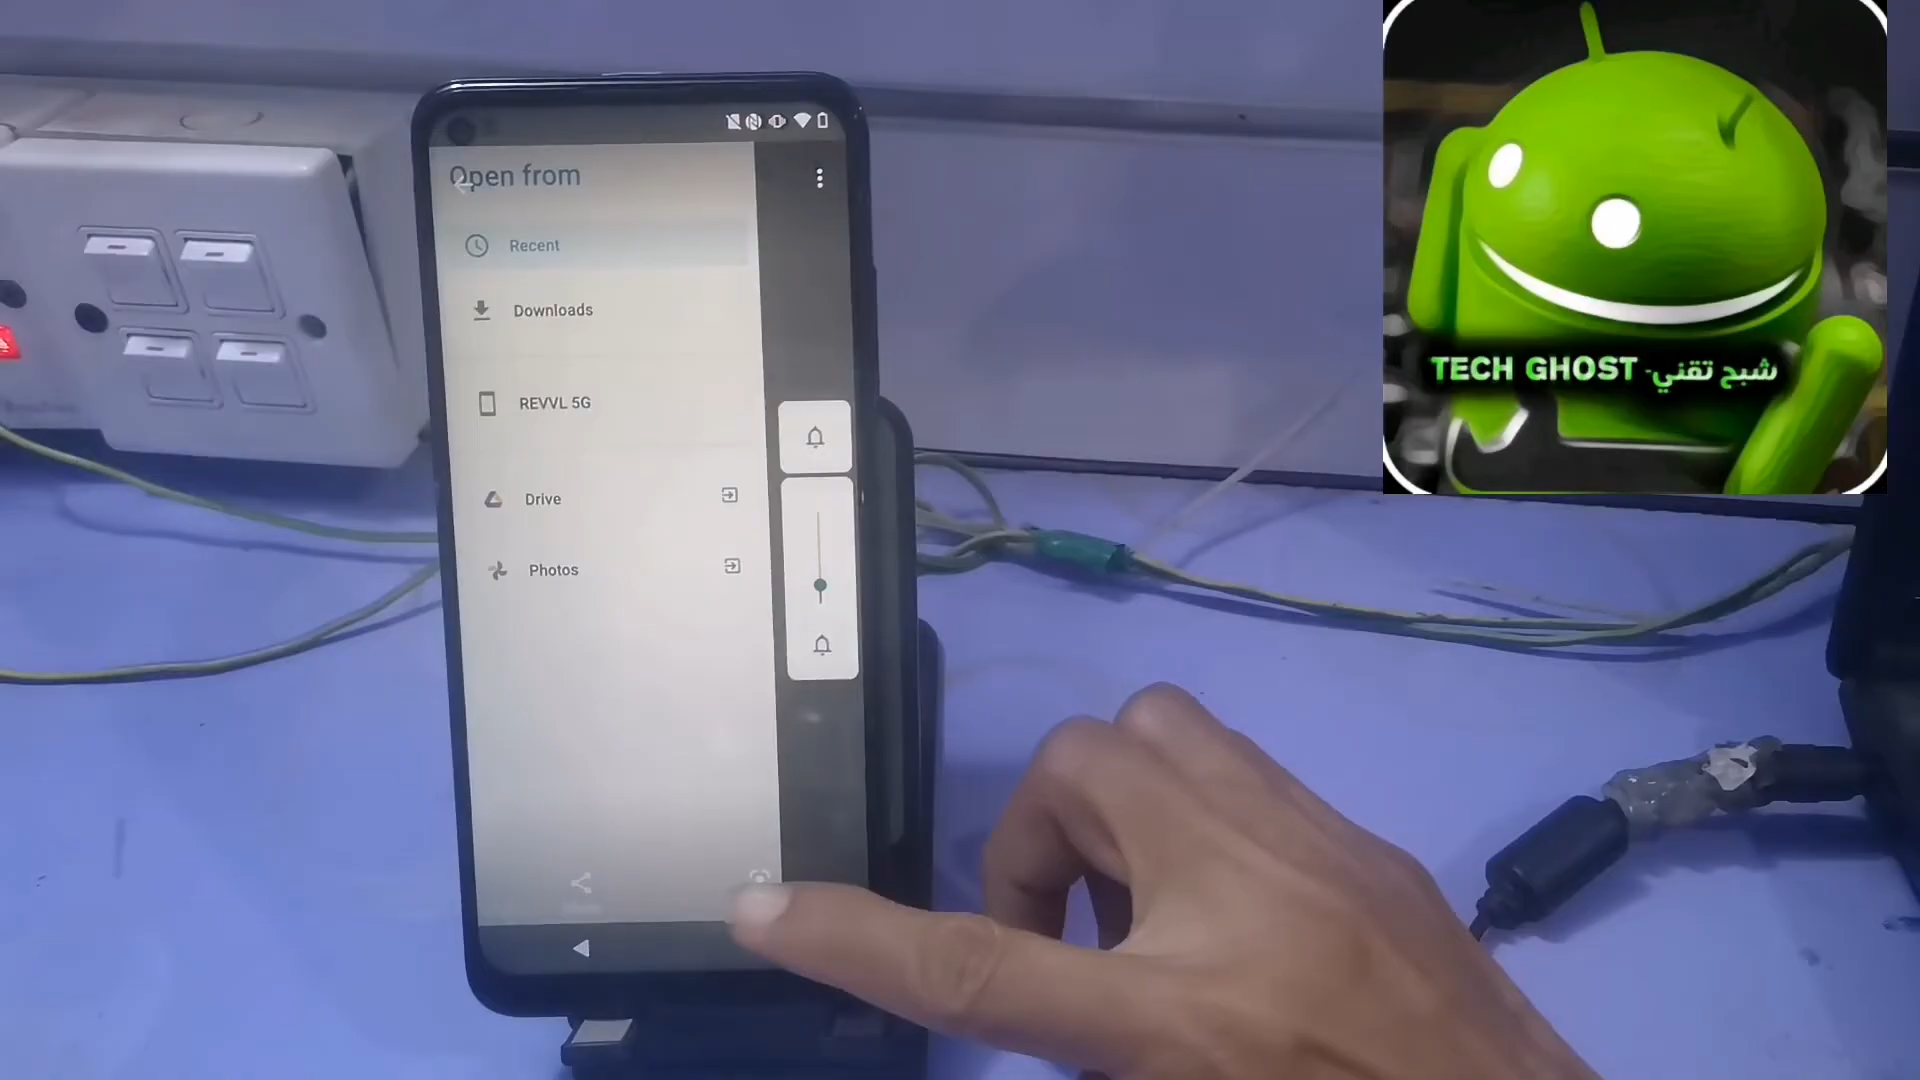 Open from
Recent
Downloads
REVVL 5G
Drive
Photos
TECH GHOST -شبح تقني